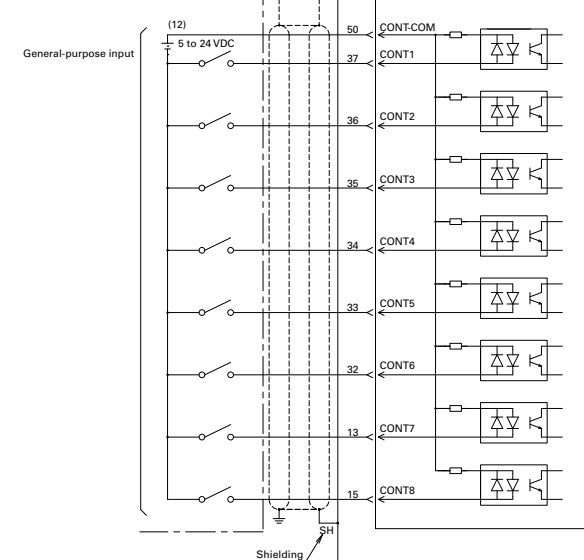 (12)
5 to 24 VDC
General-purpose input
50 CONT-COM
37 CONT1
36 CONT2
35 CONT3
34 CONT4
33 CONT5
32 CONT6
13 CONT7
15 CONT8
SH
Shielding